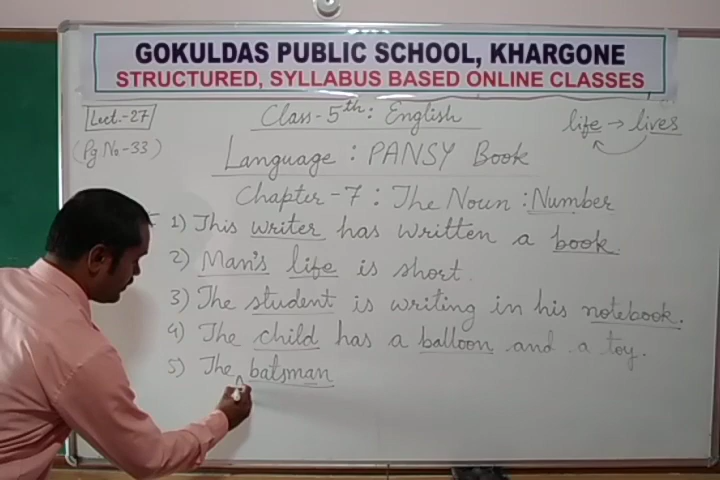 GOKULDAS PUBLIC SCHOOL, KHARGONE
STRUCTURED, SYLLABUS BASED ONLINE CLASSES
Lect.-27
Class-5th: English
life → lives
(Pg No-33)
Language: PANSY Book
Chapter-7: The Noun: Number
1) This writer has written a book.
2) Man's life is short.
3) The student is writing in his notebook.
4) The child has a balloon and a toy.
5) The batsman